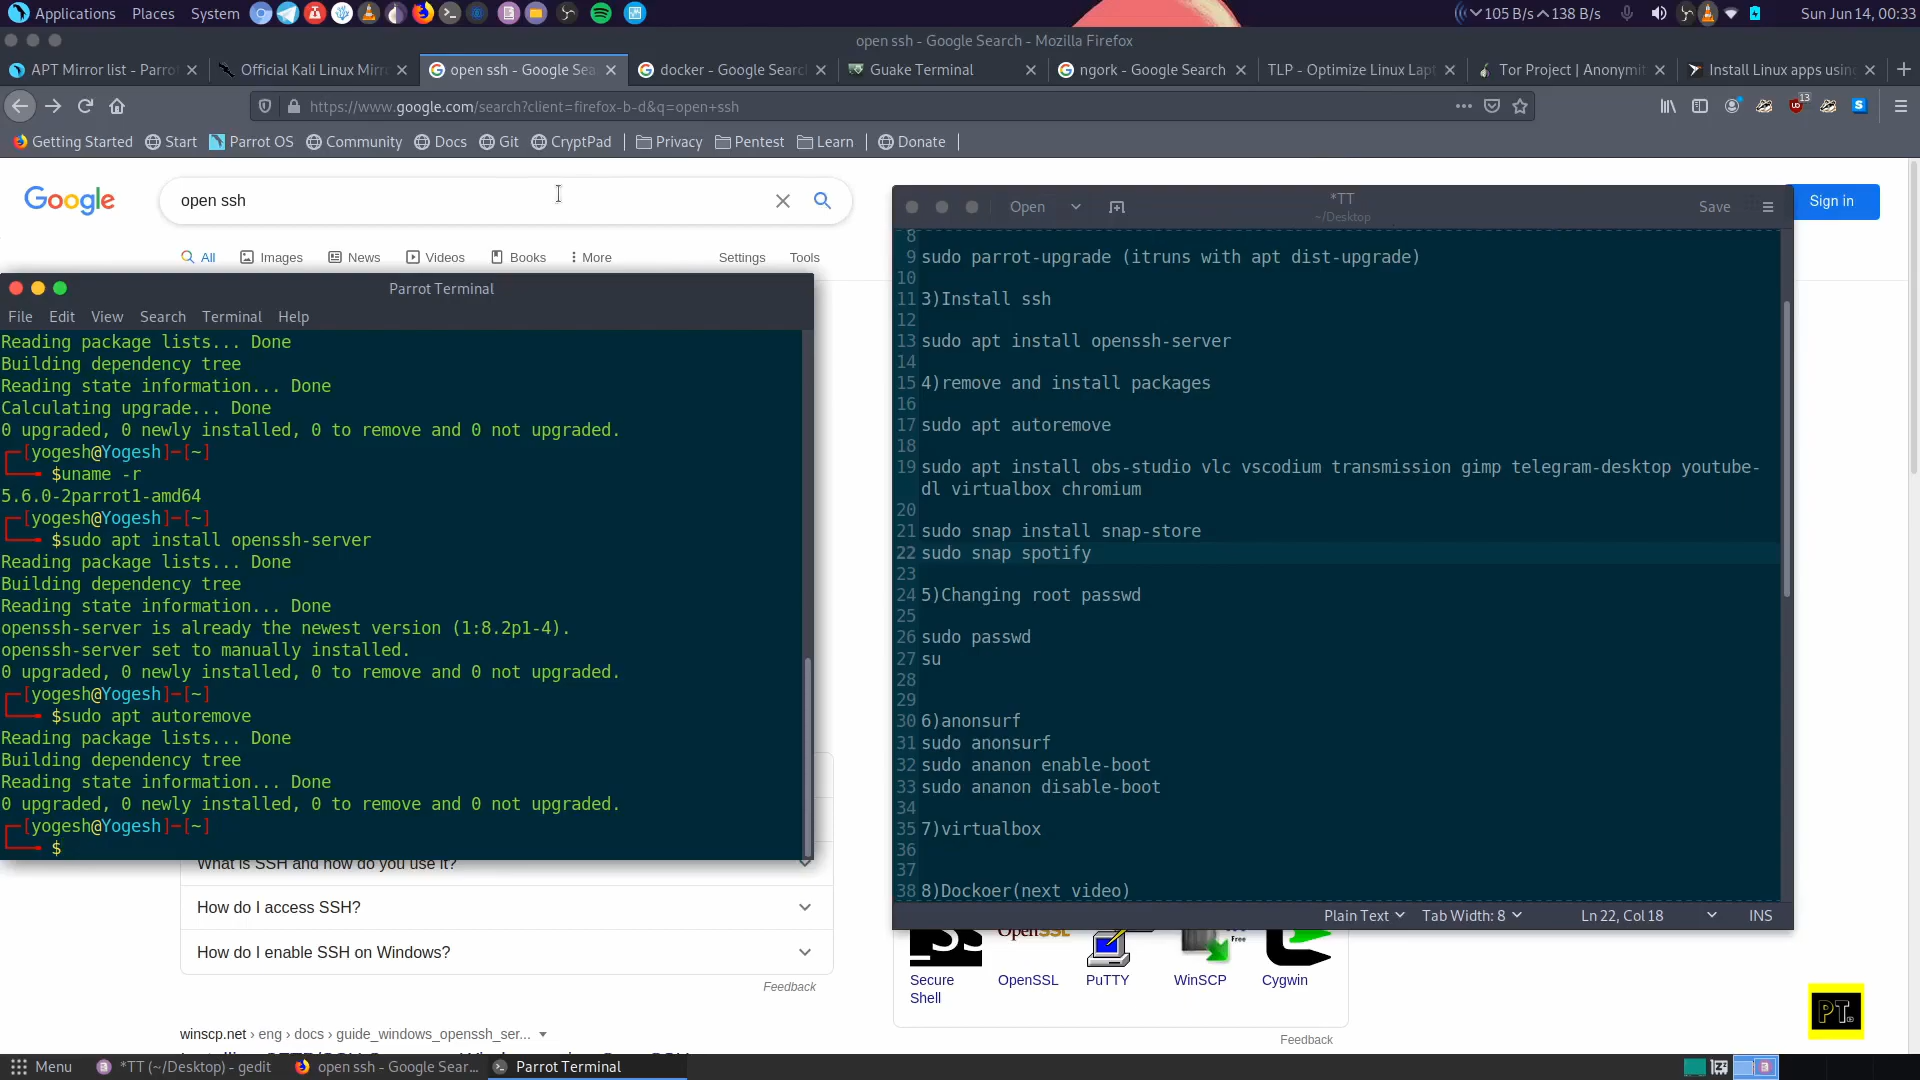 Applications Places System 105 B/s 138 B/s Sun Jun 14, 00:33
open ssh - Google Search - Mozilla Firefox
APT Mirror list - Parro Official Kali Linux Mirr open ssh - Google Sea docker - Google Searc Guake Terminal ngork - Google Search TLP - Optimize Linux Lap Tor Project | Anonymit Install Linux apps usin
https://www.google.com/search?client=firefox-b-d&q=open+ssh 13
Getting Started Start Parrot OS Community Docs Git CryptPad Privacy Pentest Learn Donate
Google open ssh Sign in
All Images News Videos Books More Settings Tools
Parrot Terminal
File Edit View Search Terminal Help
Reading package lists... Done
Building dependency tree
Reading state information... Done
Calculating upgrade... Done
0 upgraded, 0 newly installed, 0 to remove and 0 not upgraded.
[yogesh@Yogesh]─[~]
$uname -r
5.6.0-2parrot1-amd64
[yogesh@Yogesh]─[~]
$sudo apt install openssh-server
Reading package lists... Done
Building dependency tree
Reading state information... Done
openssh-server is already the newest version (1:8.2p1-4).
openssh-server set to manually installed.
0 upgraded, 0 newly installed, 0 to remove and 0 not upgraded.
[yogesh@Yogesh]─[~]
$sudo apt autoremove
Reading package lists... Done
Building dependency tree
Reading state information... Done
0 upgraded, 0 newly installed, 0 to remove and 0 not upgraded.
[yogesh@Yogesh]─[~]
$
Open *TT Save
~/Desktop
8
9 sudo parrot-upgrade (itruns with apt dist-upgrade)
10
11 3)Install ssh
12
13 sudo apt install openssh-server
14
15 4)remove and install packages
16
17 sudo apt autoremove
18
19 sudo apt install obs-studio vlc vscodium transmission gimp telegram-desktop youtube-
dl virtualbox chromium
20
21 sudo snap install snap-store
22 sudo snap spotify
23
24 5)Changing root passwd
25
26 sudo passwd
27 su
28
29
30 6)anonsurf
31 sudo anonsurf
32 sudo ananon enable-boot
33 sudo ananon disable-boot
34
35 7)virtualbox
36
37
38 8)Dockoer(next video)
Plain Text Tab Width: 8 Ln 22, Col 18 INS
What is SSH and how do you use it?
How do I access SSH?
How do I enable SSH on Windows?
Feedback
winscp.net › eng › docs › guide_windows_openssh_ser...
Secure Shell
OpenSSL
PuTTY
WinSCP
Cygwin
Free
Feedback
PT
Menu *TT (~/Desktop) - gedit open ssh - Google Sear... Parrot Terminal